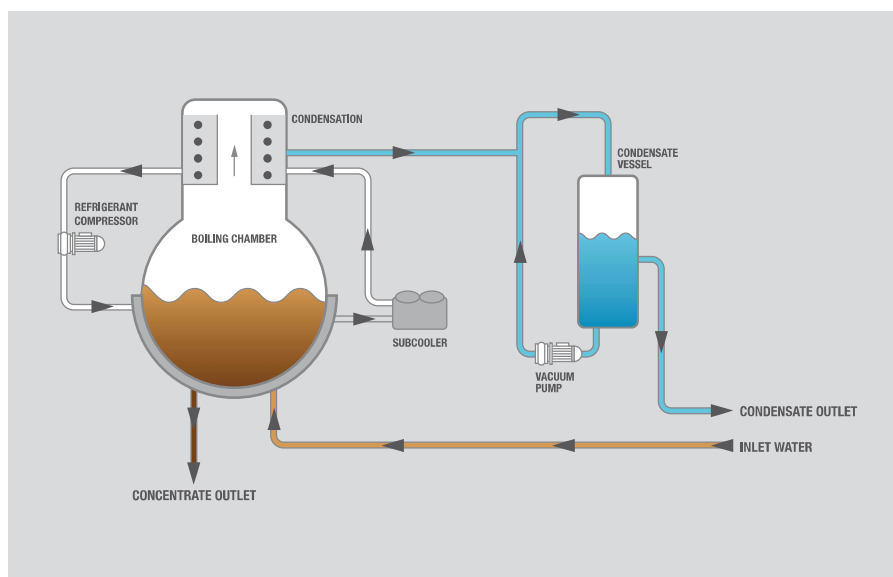 CONDENSATION
CONDENSATE
VESSEL
REFRIGERANT
COMPRESSOR
BOILING CHAMBER
SUBCOOLER
VACUUM
PUMP
CONDENSATE OUTLET
INLET WATER
CONCENTRATE OUTLET